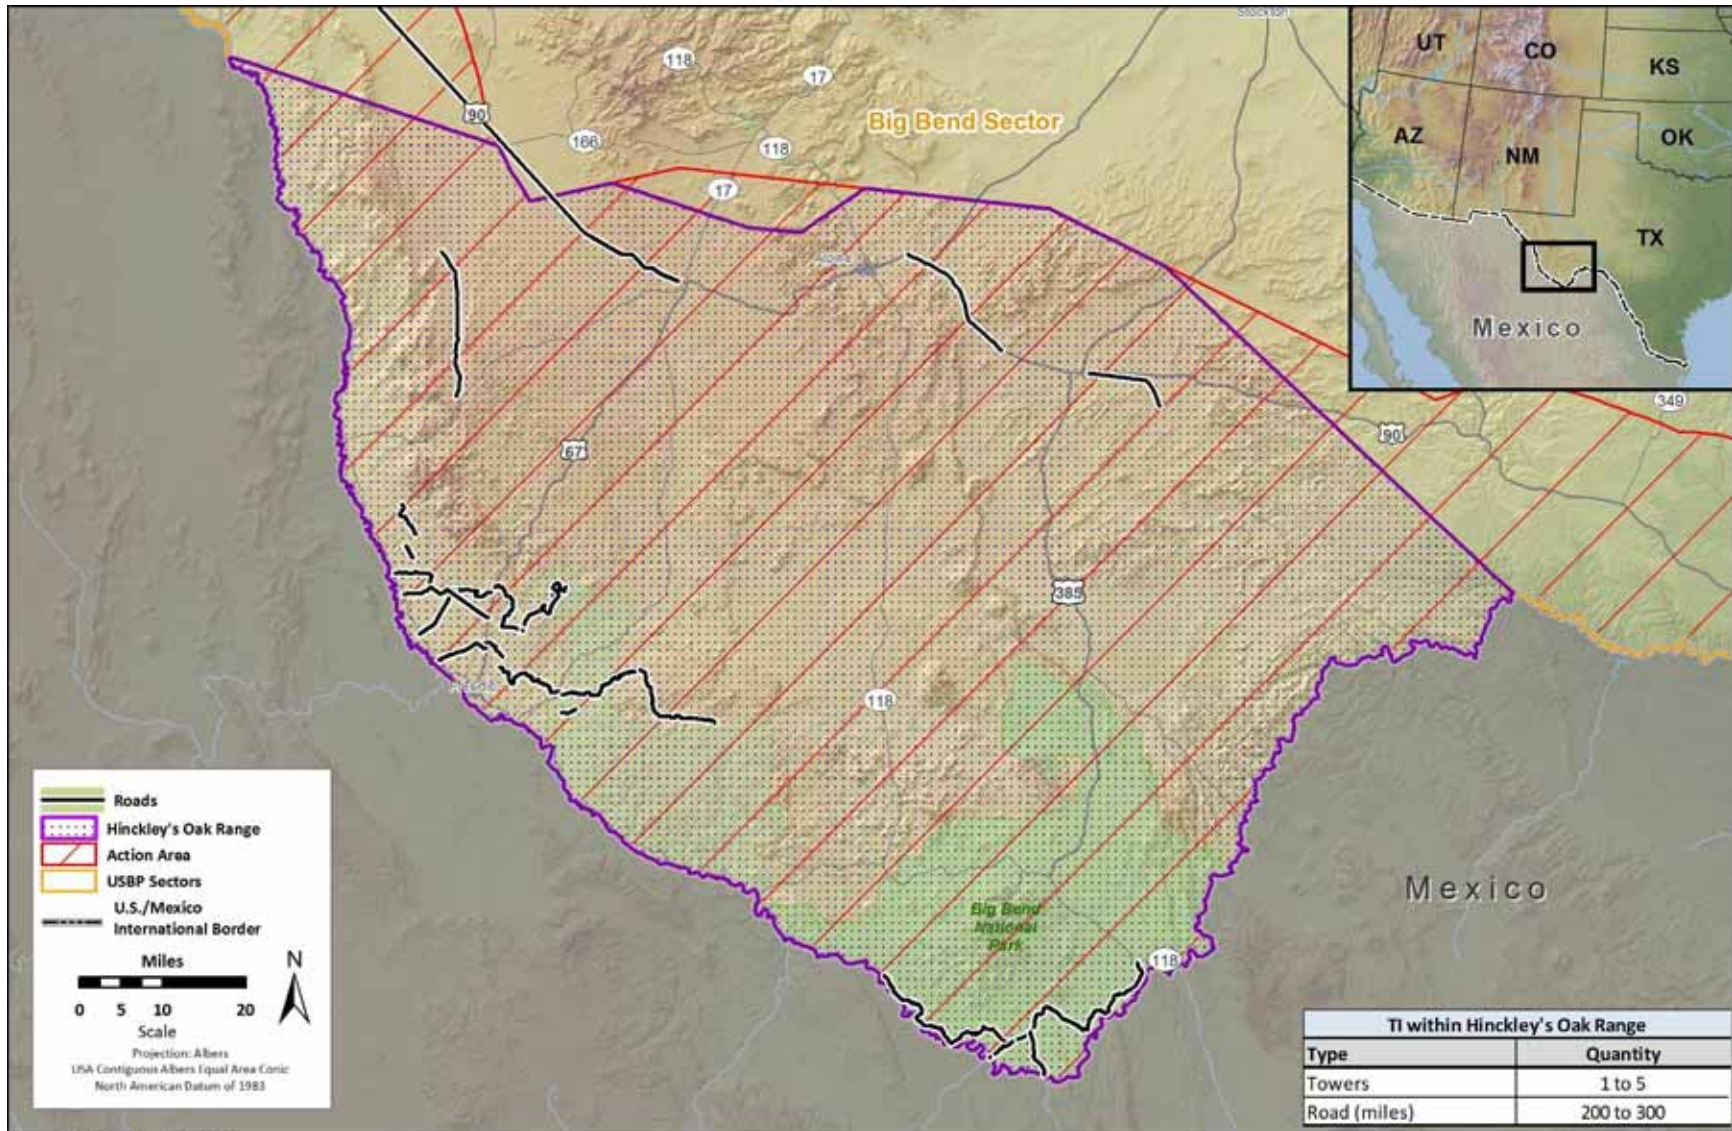 Stockton
118
17
90
Big Bend Sector
166
118
17
Alpine
UT
CO
KS
AZ
NM
OK
TX
Mexico
349
90
67
385
118
Presidio
Mexico
Big Bend
National
Park
118
Roads
Hinckley's Oak Range
Action Area
USBP Sectors
U.S./Mexico
International Border
Miles
N
0 5 10 20
Scale
Projection: Albers
USA Contiguous Albers Equal Area Conic
North American Datum of 1983
TI within Hinckley's Oak Range
Type Quantity
Towers 1 to 5
Road (miles) 200 to 300